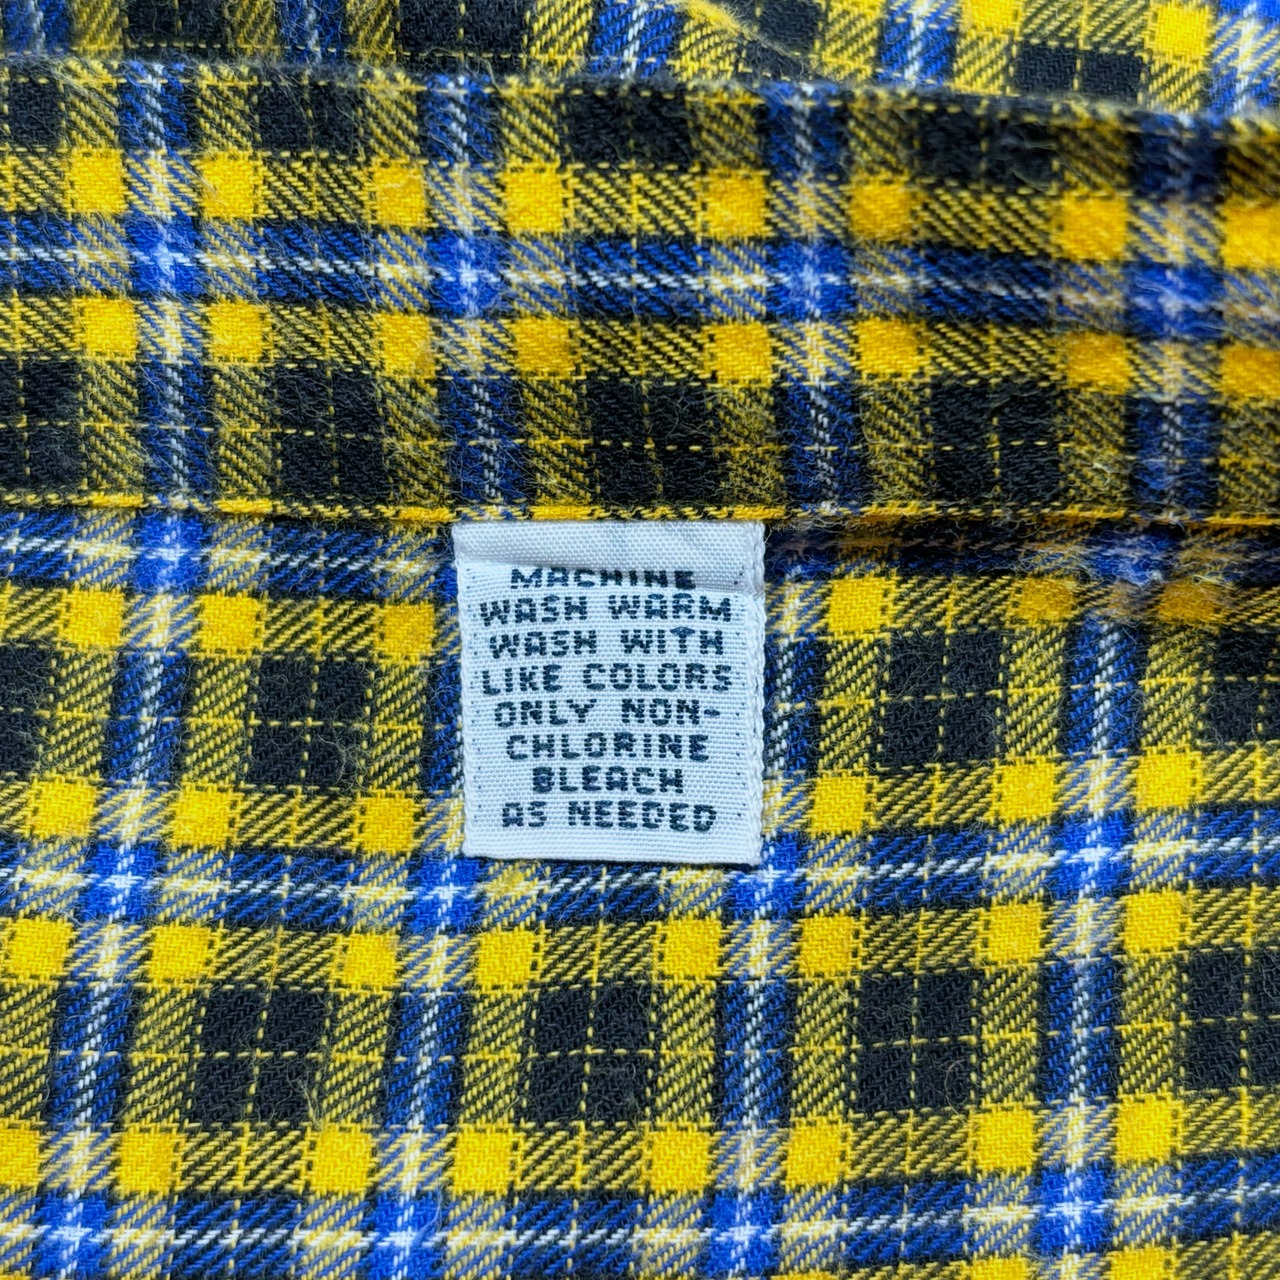 MACHINE
WASH WARM
WASH WITH
LIKE COLORS
ONLY NON-
CHLORINE
BLEACH
AS NEEDED